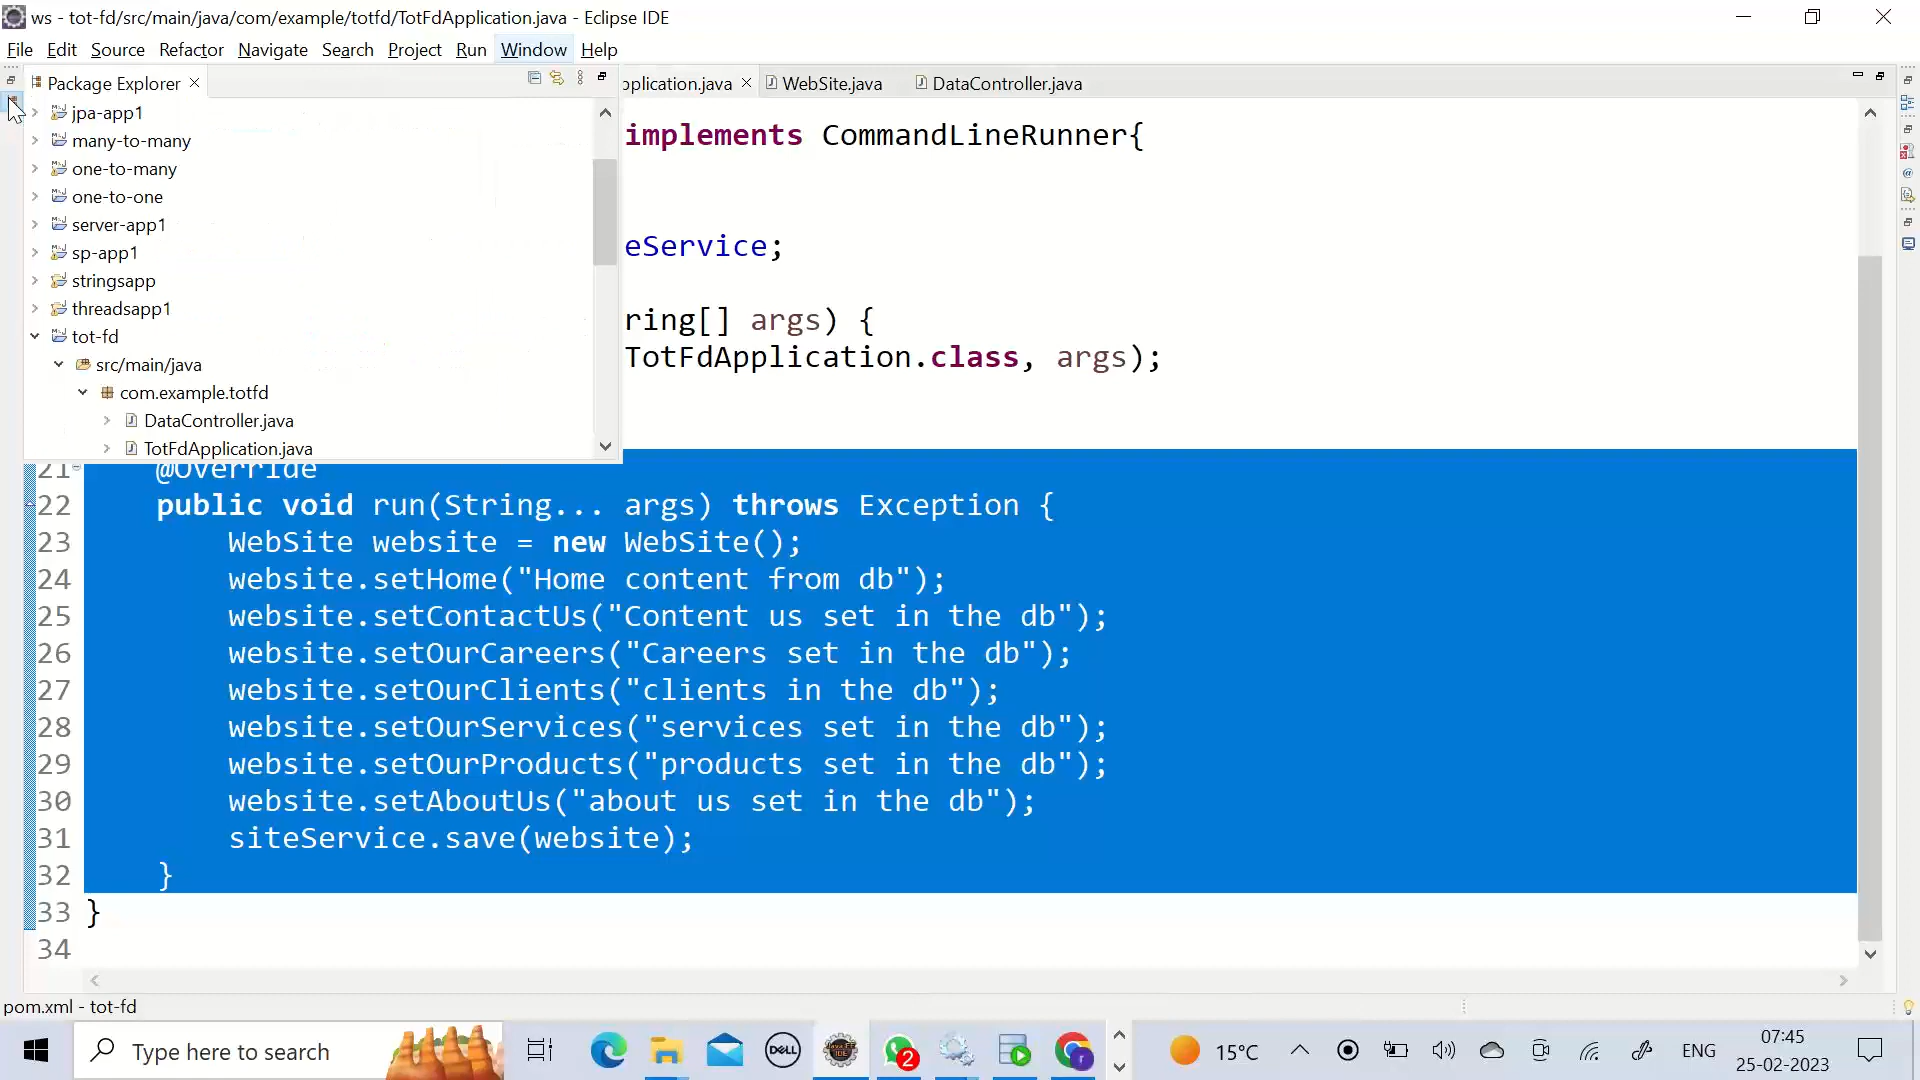 ws - tot-fd/src/main/java/com/example/totfd/TotFdApplication.java - Eclipse IDE
File Edit Source Refactor Navigate Search Project Run Window Help
Package Explorer
pplication.java WebSite.java DataController.java
jpa-app1
many-to-many
one-to-many
one-to-one
server-app1
sp-app1
stringsapp
threadsapp1
tot-fd
src/main/java
com.example.totfd
DataController.java
TotFdApplication.java
implements CommandLineRunner{
eService;
ring[] args) {
TotFdApplication.class, args);
21 @Override
22 public void run(String... args) throws Exception {
23 WebSite website = new WebSite();
24 website.setHome("Home content from db");
25 website.setContactUs("Content us set in the db");
26 website.setOurCareers("Careers set in the db");
27 website.setOurClients("clients in the db");
28 website.setOurServices("services set in the db");
29 website.setOurProducts("products set in the db");
30 website.setAboutUs("about us set in the db");
31 siteService.save(website);
32 }
33 }
34
pom.xml - tot-fd
Type here to search
DELL
Java EE
IDE
2
r
15°C
ENG
07:45
25-02-2023